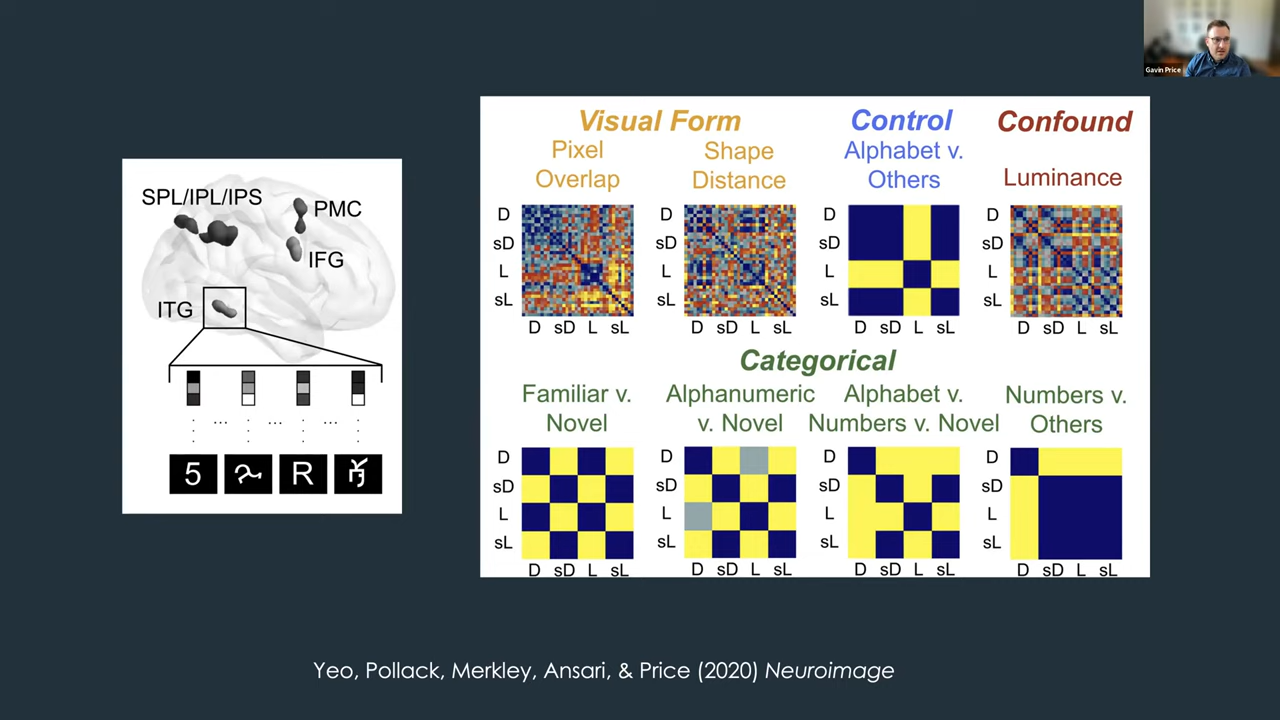 Gavin Price
SPL/IPL/IPS
PMC
IFG
ITG
... ... ...
5 R
Visual Form
Control
Confound
Pixel
Overlap
Shape
Distance
Alphabet v.
Others
Luminance
D
sD
L
sL
D sD L sL
D
sD
L
sL
D sD L sL
D
sD
L
sL
D sD L sL
D
sD
L
sL
D sD L sL
Categorical
Familiar v.
Novel
Alphanumeric
v. Novel
Alphabet v.
Numbers v. Novel
Numbers v.
Others
D
sD
L
sL
D sD L sL
D
sD
L
sL
D sD L sL
D
sD
L
sL
D sD L sL
D
sD
L
sL
D sD L sL
Yeo, Pollack, Merkley, Ansari, & Price (2020) Neuroimage